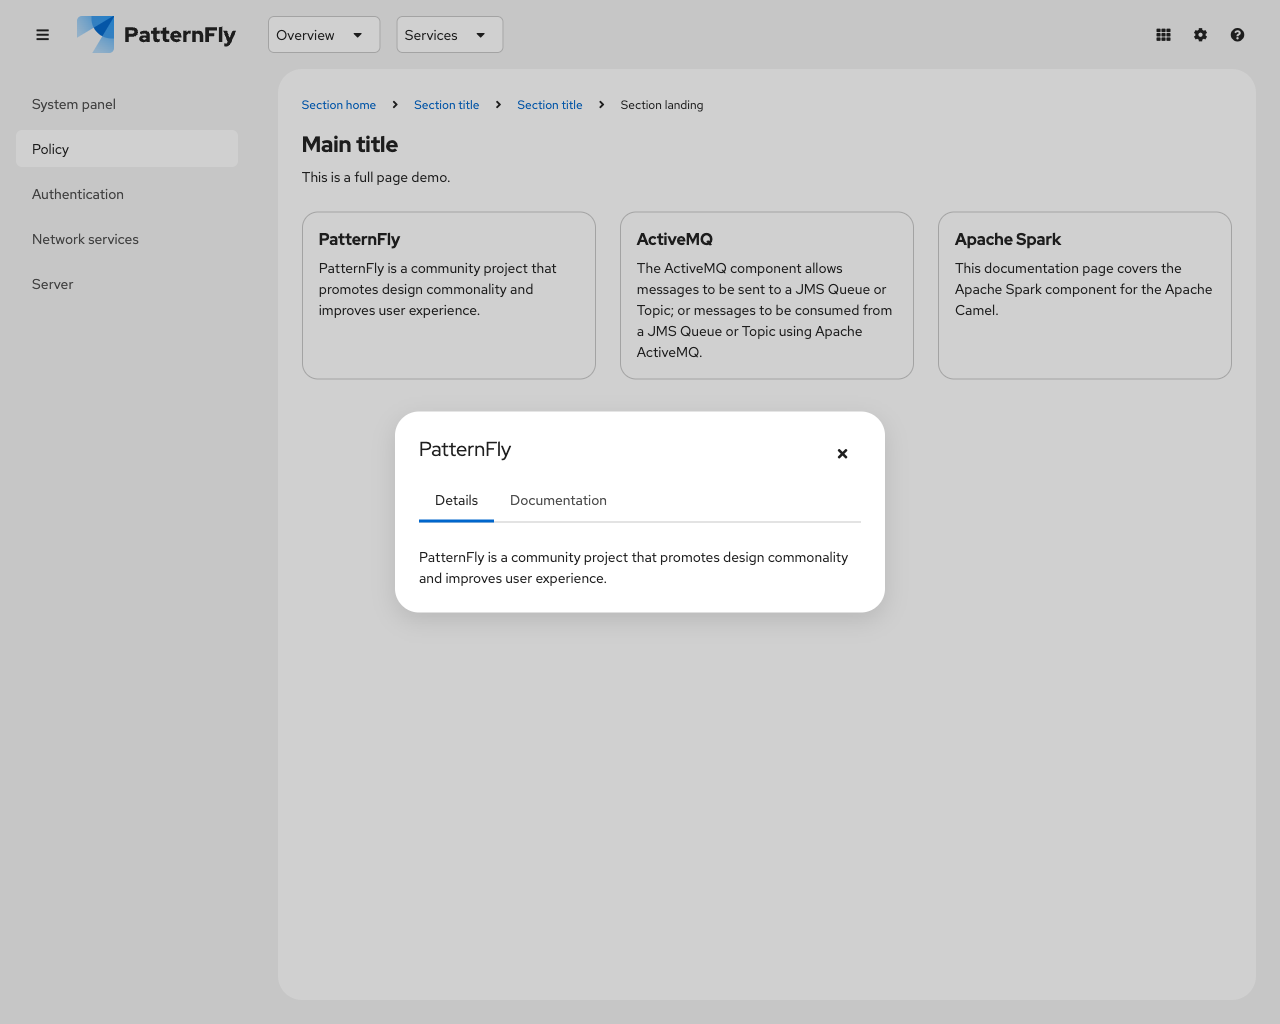 PatternFly
Overview
Services
System panel
Policy
Authentication
Network services
Server
Section home
Section title
Section title
Section landing
Main title
This is a full page demo.
PatternFly
PatternFly is a community project that
promotes design commonality and
improves user experience.
ActiveMQ
The ActiveMQ component allows
messages to be sent to a JMS Queue or
Topic; or messages to be consumed from
a JMS Queue or Topic using Apache
ActiveMQ.
Apache Spark
This documentation page covers the
Apache Spark component for the Apache
Camel.
PatternFly
Details
Documentation
PatternFly is a community project that promotes design commonality
and improves user experience.